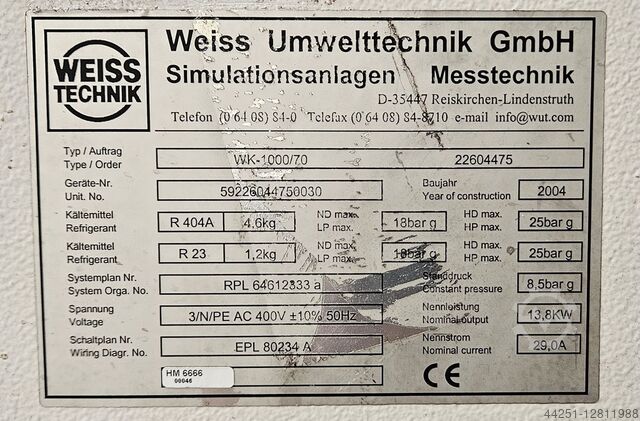 WEISS
TECHNIK
Weiss Umwelttechnik GmbH
Simulationsanlagen Messtechnik
D-35447 Reiskirchen-Lindenstruth
Telefon (0 64 08) 84-0 Telefax (0 64 08) 84-8710 e-mail info@wut.com
Typ / Auftrag
Type / Order
WK-1000/70 22604475
Geräte-Nr.
Unit. No.
59226044750030
Baujahr
Year of construction
2004
Kältemittel
Refrigerant
R 404A 4.6kg
ND max.
LP max.
18bar g
HD max.
HP max.
25bar g
Kältemittel
Refrigerant
R 23 1,2kg
ND max.
LP max.
18bar g
HD max.
HP max.
25bar g
Systemplan Nr.
System Orga. No.
RPL 64612333 a
Standdruck
Constant pressure
8,5bar g
Spannung
Voltage
3/N/PE AC 400V ±10% 50Hz
Nennleistung
Nominal output
13,8KW
Schaltplan Nr.
Wiring Diagr. No.
EPL 80234 A
Nennstrom
Nominal current
29,0A
HM 6666
00046
CE
44251-12811988